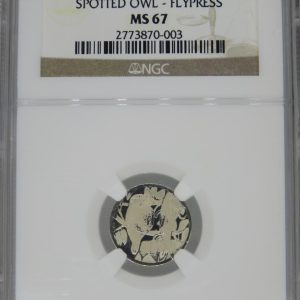 SPOTTED OWL - FLYPRESS
MS 67
2773870-003
NGC